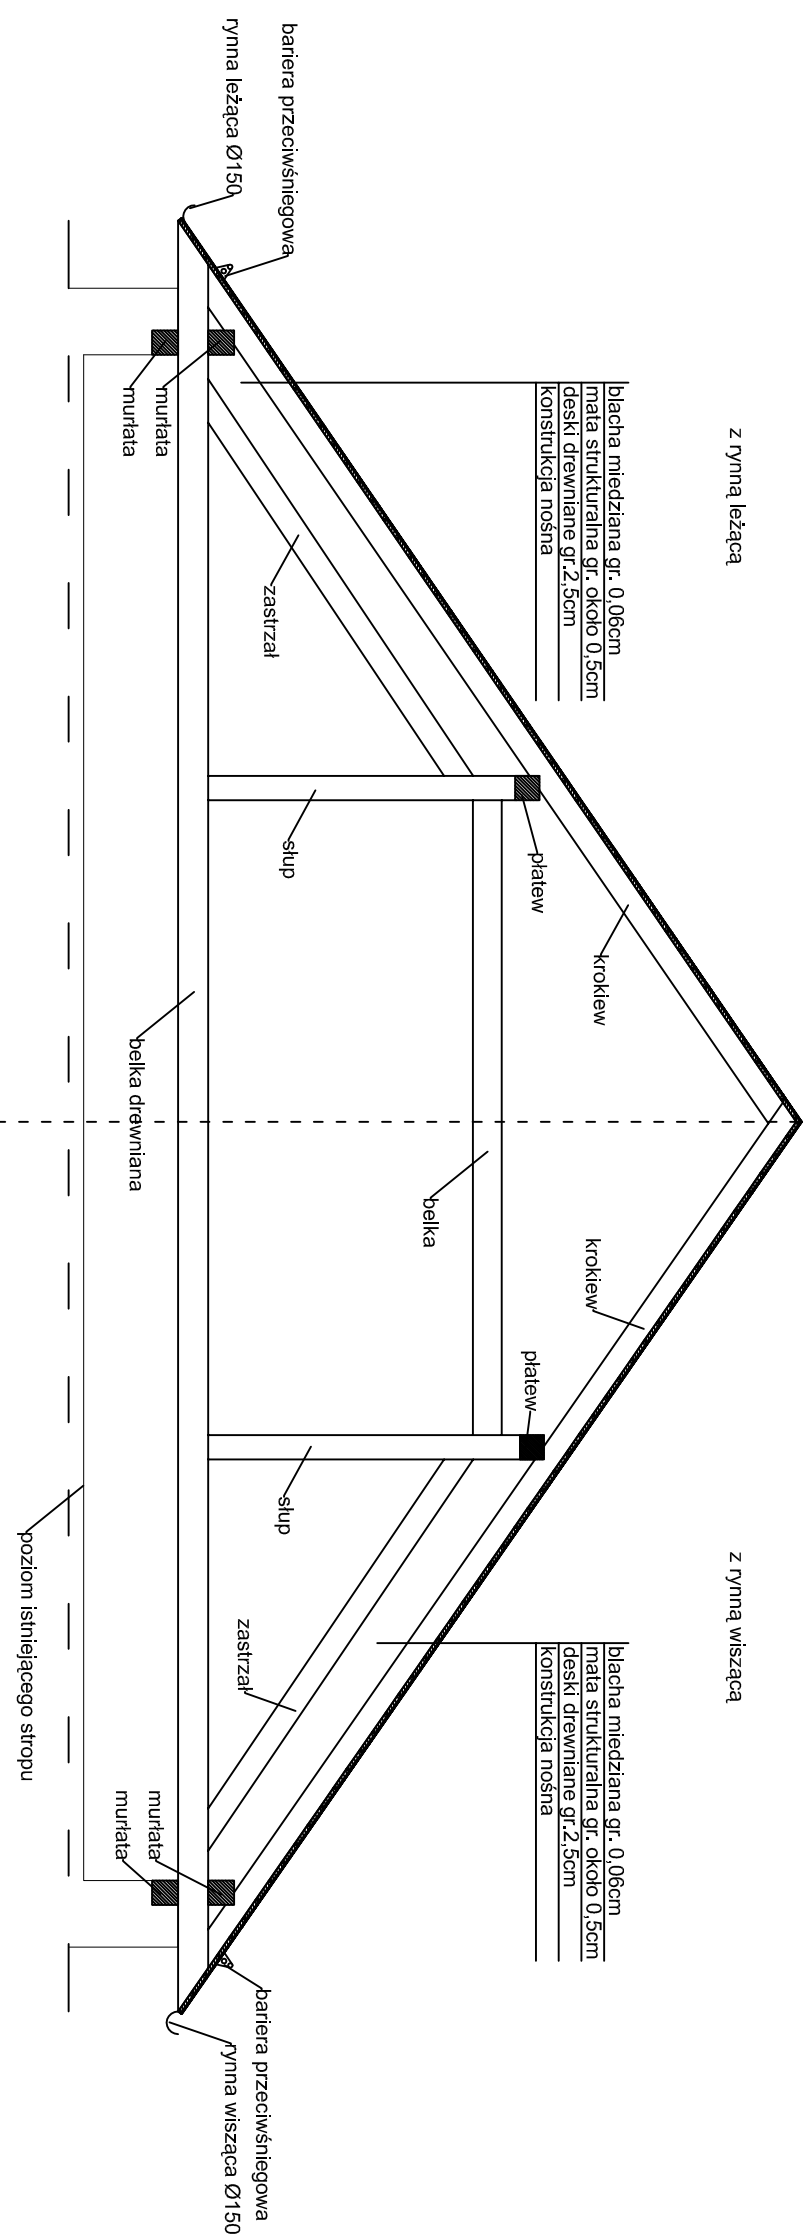 z rynną leżącą
z rynną wiszącą
blacha miedziana gr. 0,06cm
mata strukturalna gr. około 0,5cm
deski drewniane gr.2,5cm
konstrukcja nośna
blacha miedziana gr. 0,06cm
mata strukturalna gr. około 0,5cm
deski drewniane gr.2,5cm
konstrukcja nośna
krokiew
krokiew
płatew
płatew
belka
bariera przeciwśniegowa
rynna leżąca Ø150
zastrzał
słup
słup
zastrzał
bariera przeciwśniegowa
rynna wisząca Ø150
murłata
murłata
belka drewniana
murłata
murłata
poziom istniejącego stropu